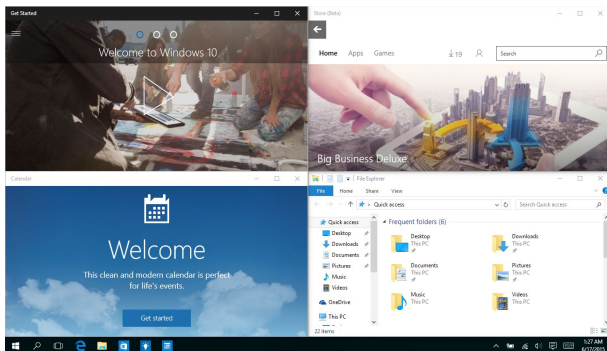 Get Started
Welcome to Windows 10
Store (Beta)
Home Apps Games
19
Search
Big Business Deluxe
Calendar
Welcome
This clean and modern calendar is perfect
for life's events.
Get started
File Explorer
File Home Share View
Quick access
Search Quick access
Quick access
Desktop
Downloads
Documents
Pictures
Music
Videos
OneDrive
This PC
22 items
Frequent folders (6)
Desktop
This PC
Downloads
This PC
Documents
This PC
Pictures
This PC
Music
This PC
Videos
This PC
1:27 AM
6/17/2015